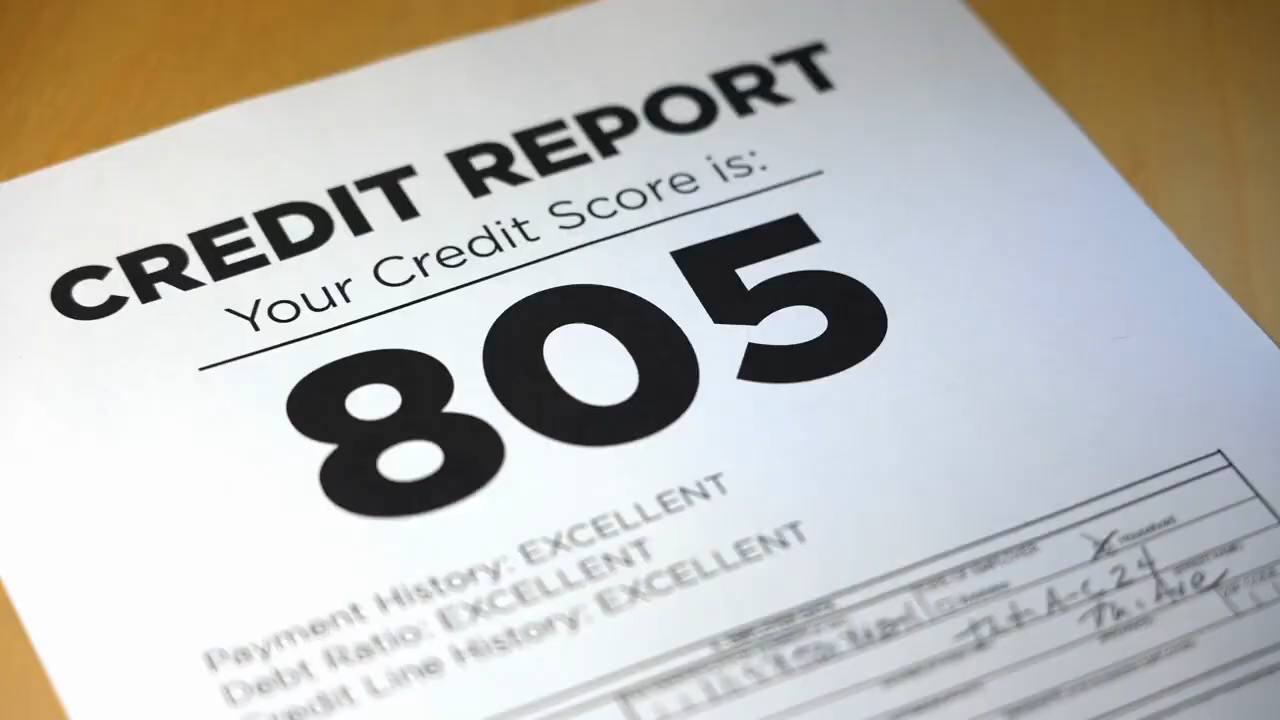 CREDIT REPORT
Your Credit Score is:
805
Payment History: EXCELLENT
Debt Ratio: EXCELLENT
Credit Line History: EXCELLENT